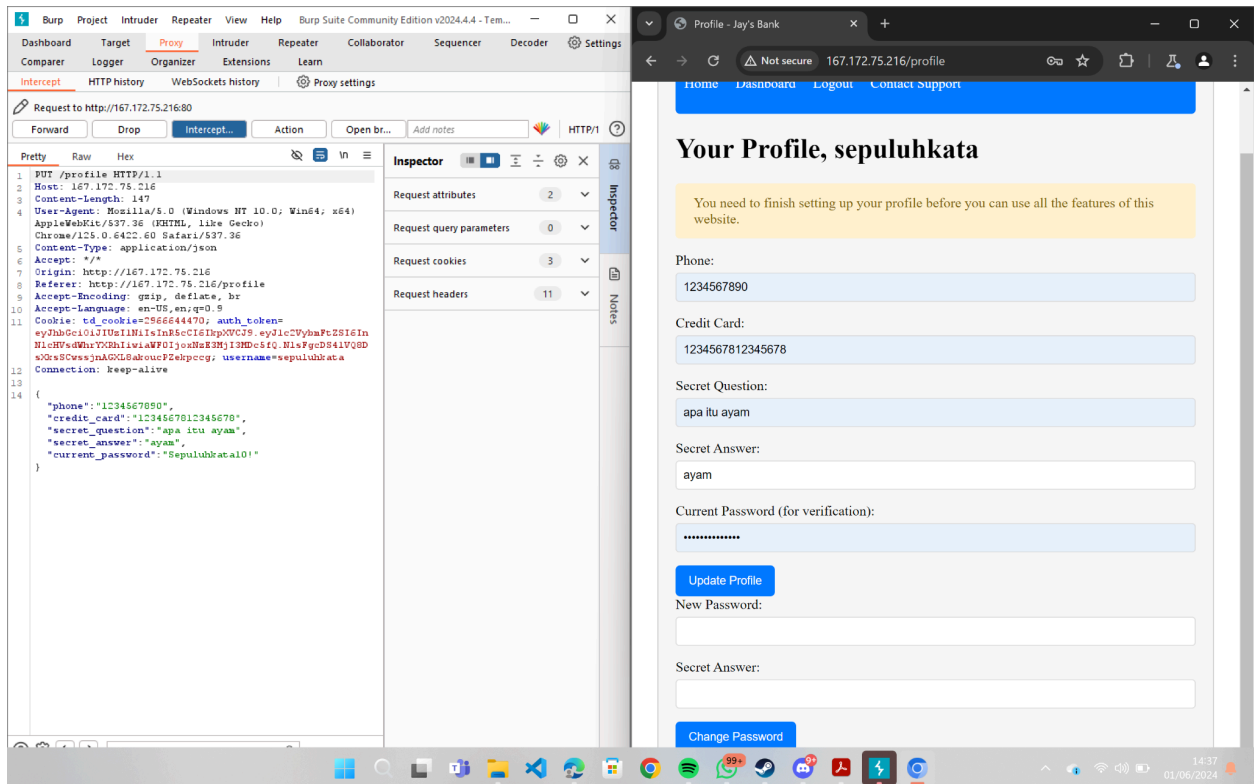 Burp Project Intruder Repeater View Help Burp Suite Community Edition v2024.4.4 - Tem...
Dashboard Target Proxy Intruder Repeater Collaborator Sequencer Decoder Settings
Comparer Logger Organizer Extensions Learn
Intercept HTTP history WebSockets history Proxy settings
Request to http://167.172.75.216:80
Forward Drop Intercept... Action Open br... Add notes HTTP/1
Pretty Raw Hex
1 PUT /profile HTTP/1.1
2 Host: 167.172.75.216
3 Content-Length: 147
4 User-Agent: Mozilla/5.0 (Windows NT 10.0; Win64; x64)
AppleWebKit/537.36 (KHTML, like Gecko)
Chrome/125.0.6422.60 Safari/537.36
5 Content-Type: application/json
6 Accept: */*
7 Origin: http://167.172.75.216
8 Referer: http://167.172.75.216/profile
9 Accept-Encoding: gzip, deflate, br
10 Accept-Language: en-US,en;q=0.9
11 Cookie: td_cookie=2966644470; auth_token=
username=sepuluhkata
12 Connection: keep-alive
13
14 {
"phone":"1234567890",
"credit_card":"1234567812345678",
"secret_question":"apa itu ayam",
"secret_answer":"ayam",
"current_password":"Sepuluhkata10!"
}
Inspector
Request attributes 2
Request query parameters 0
Request cookies 3
Request headers 11
Inspector
Notes
Profile - Jay's Bank
Not secure 167.172.75.216/profile
Home Dashboard Logout Contact Support
Your Profile, sepuluhkata
You need to finish setting up your profile before you can use all the features of this
website.
Phone:
1234567890
Credit Card:
1234567812345678
Secret Question:
apa itu ayam
Secret Answer:
ayam
Current Password (for verification):
Update Profile
New Password:
Secret Answer:
Change Password
99+
9+
14:37
01/06/2024